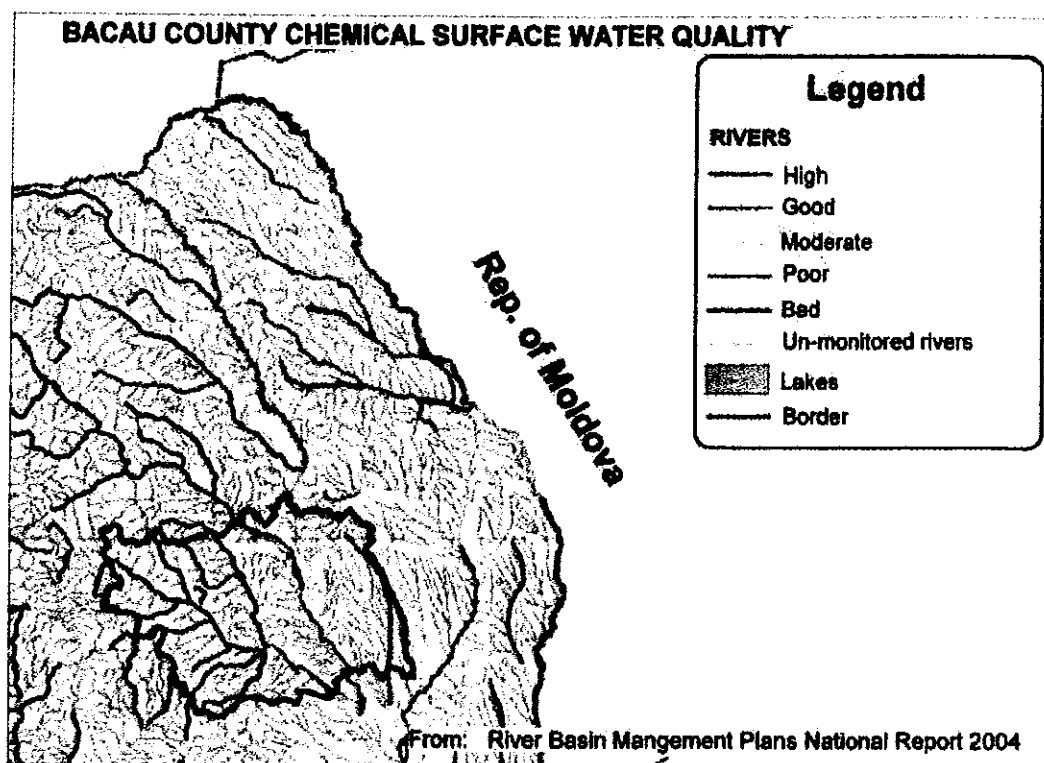 BACAU COUNTY CHEMICAL SURFACE WATER QUALITY
Legend
RIVERS
High
Good
Moderate
Poor
Bad
Un-monitored rivers
Lakes
Border
Rep. of Moldova
From: River Basin Mangement Plans National Report 2004